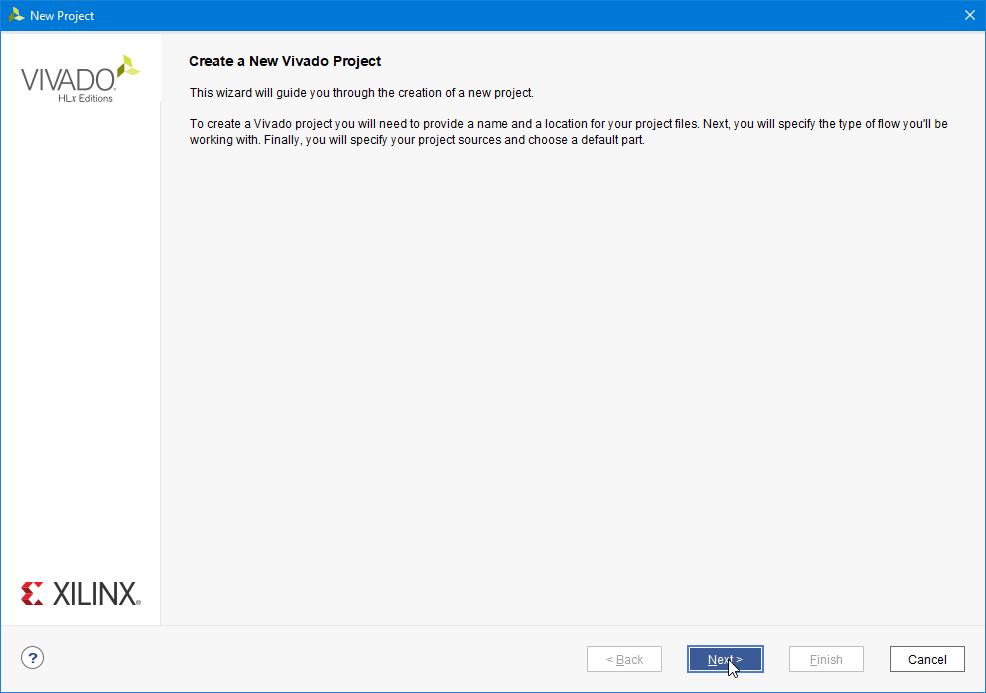 New Project
VIVADO
HLx Editions
Create a New Vivado Project
This wizard will guide you through the creation of a new project.
To create a Vivado project you will need to provide a name and a location for your project files. Next, you will specify the type of flow you'll be
working with. Finally, you will specify your project sources and choose a default part.
XILINX
?
< Back
Next >
Finish
Cancel